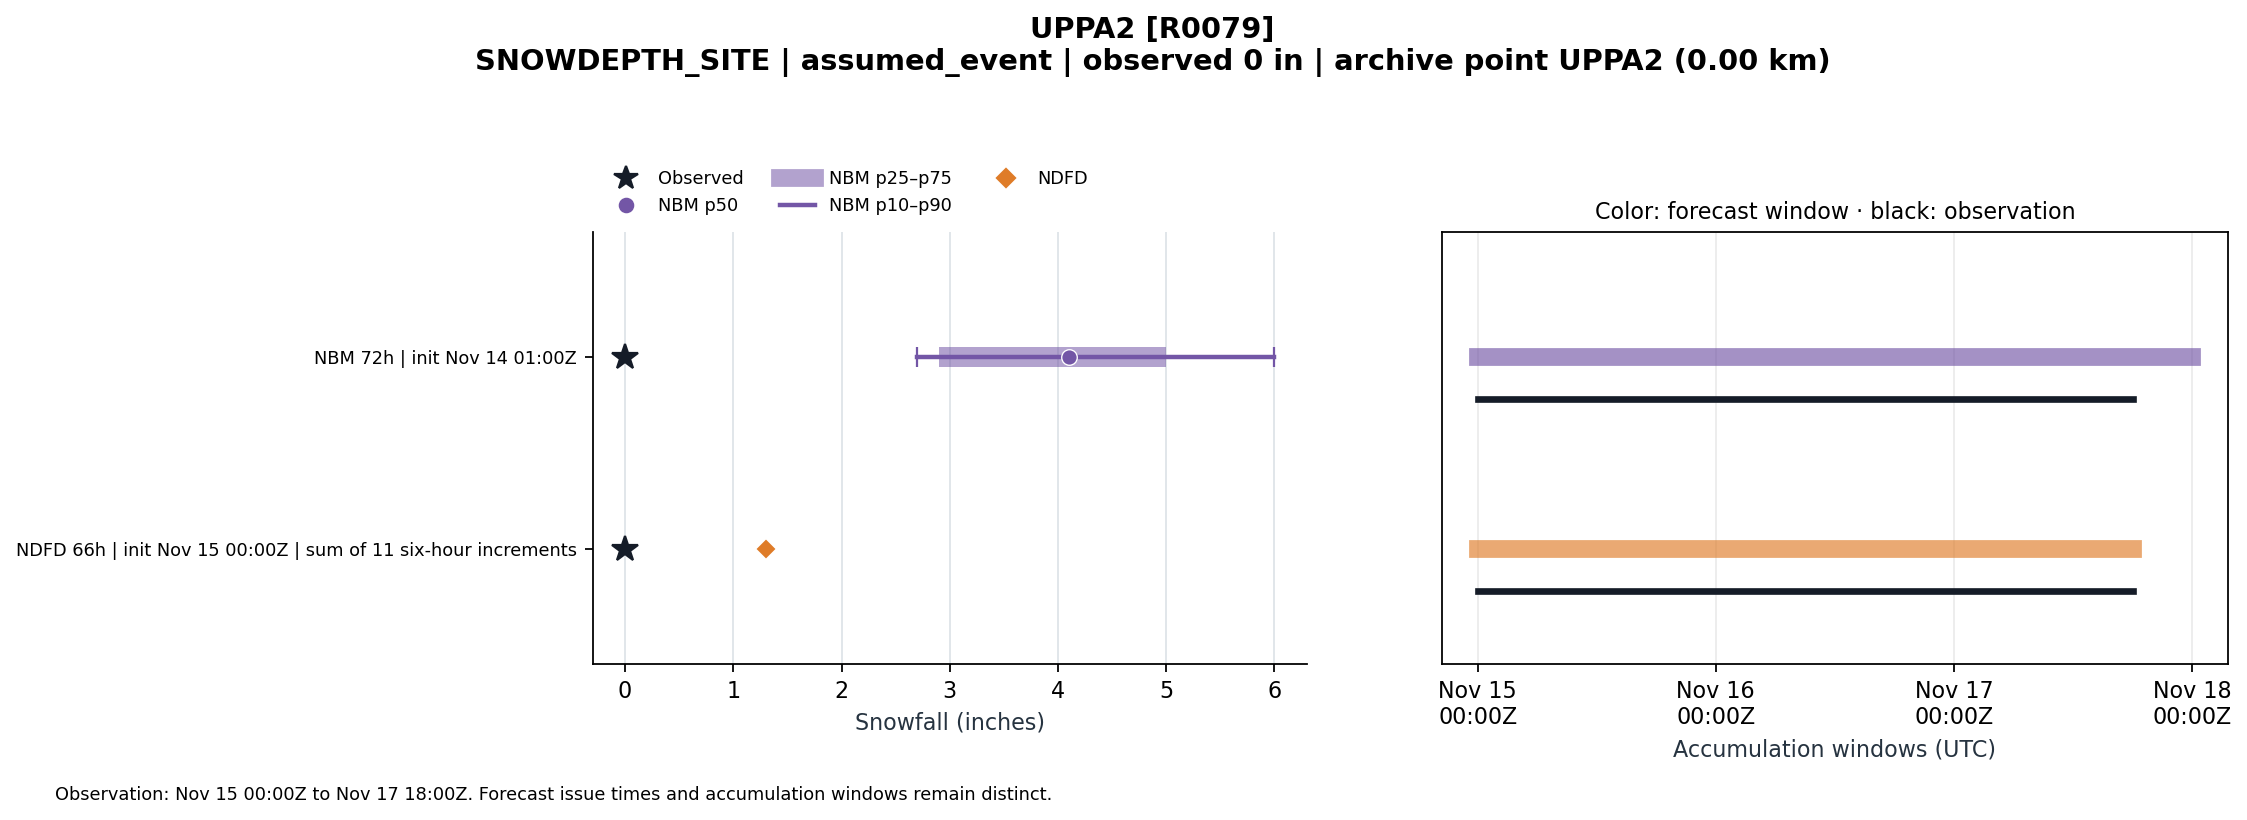 UPPA2 [R0079]
SNOWDEPTH_SITE | assumed_event | observed 0 in | archive point UPPA2 (0.00 km)
Observed
NBM p50
NBM p25–p75
NBM p10–p90
NDFD
Color: forecast window · black: observation
NBM 72h | init Nov 14 01:00Z
NDFD 66h | init Nov 15 00:00Z | sum of 11 six-hour increments
0 1 2 3 4 5 6
Snowfall (inches)
Nov 15 Nov 16 Nov 17 Nov 18
00:00Z 00:00Z 00:00Z 00:00Z
Accumulation windows (UTC)
Observation: Nov 15 00:00Z to Nov 17 18:00Z. Forecast issue times and accumulation windows remain distinct.